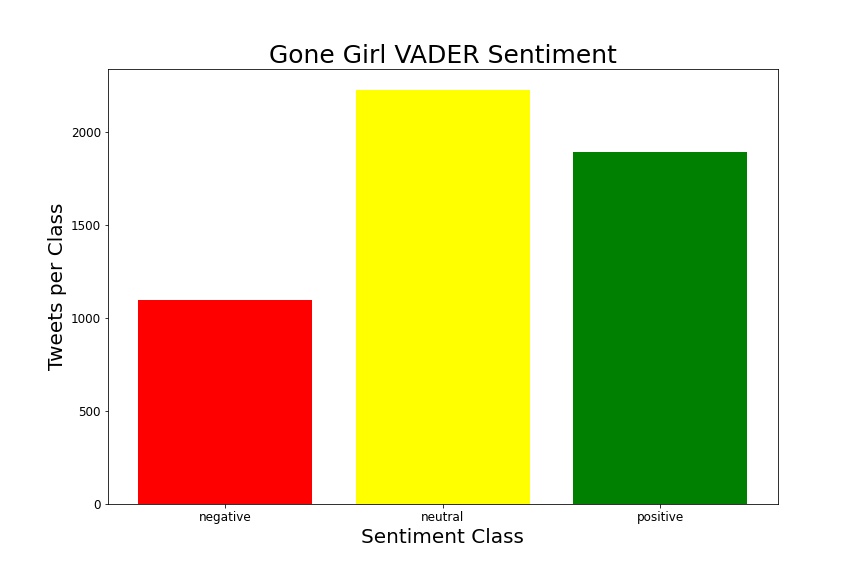 Gone Girl VADER Sentiment
Tweets per Class
2000
1500
1000
500
0
negative neutral positive
Sentiment Class